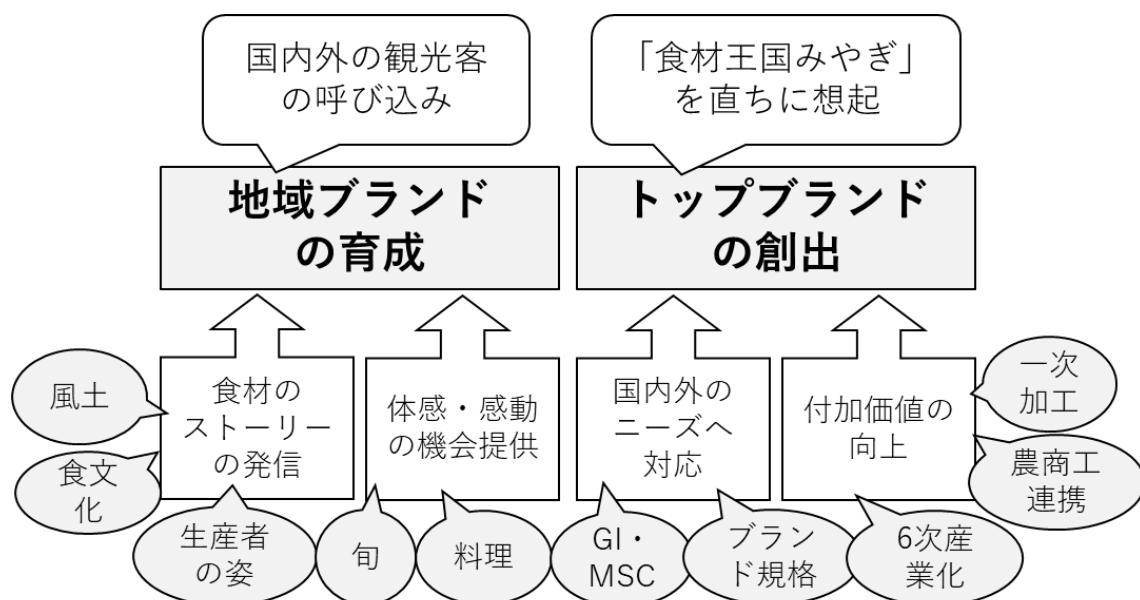 国内外の観光客
の呼び込み
「食材王国みやぎ」
を直ちに想起
地域ブランド
の育成
トップブランド
の創出
食材の
ストーリー
の発信
体感・感動
の機会提供
国内外の
ニーズへ
対応
付加価値の
向上
風土
食文
化
生産者
の姿
旬
料理
GI・
MSC
ブラン
ド規格
6次産
業化
一次
加工
農商工
連携